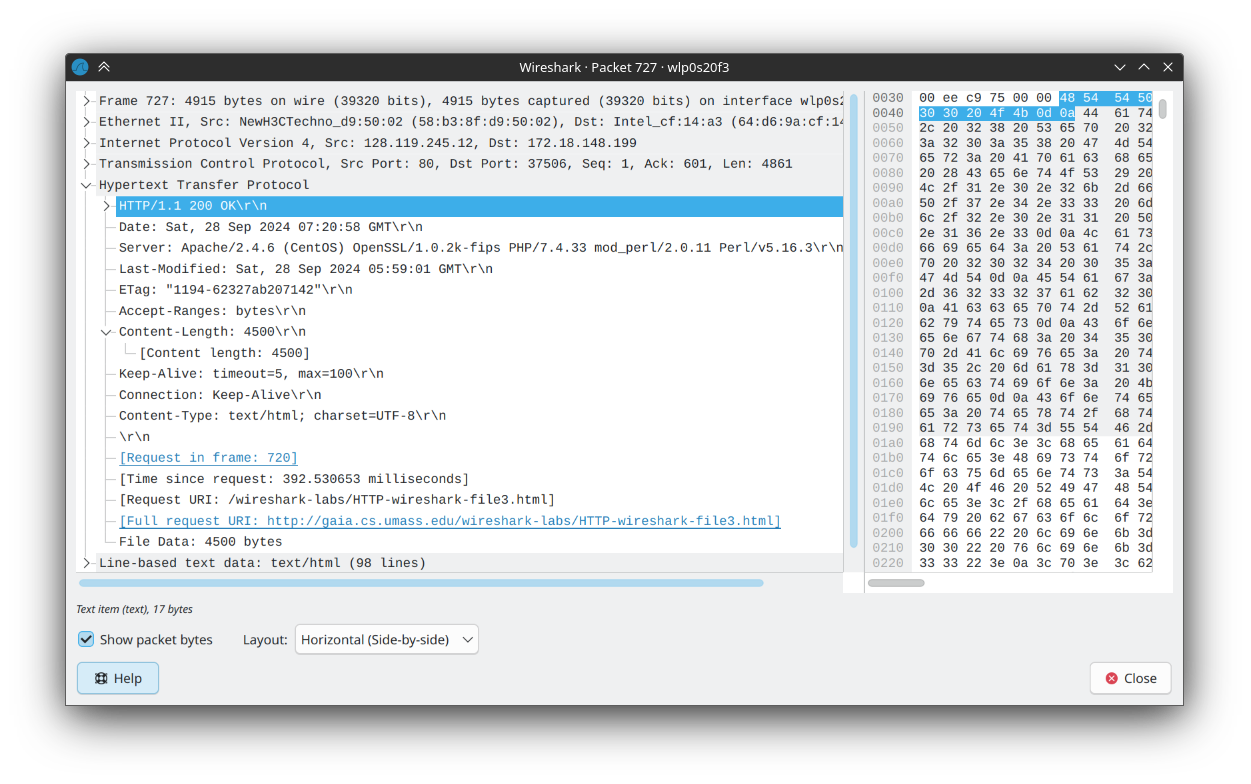 Wireshark · Packet 727 · wlp0s20f3
Frame 727: 4915 bytes on wire (39320 bits), 4915 bytes captured (39320 bits) on interface wlp0s2
Ethernet II, Src: NewH3CTechno_d9:50:02 (58:b3:8f:d9:50:02), Dst: Intel_cf:14:a3 (64:d6:9a:cf:14
Internet Protocol Version 4, Src: 128.119.245.12, Dst: 172.18.148.199
Transmission Control Protocol, Src Port: 80, Dst Port: 37506, Seq: 1, Ack: 601, Len: 4861
Hypertext Transfer Protocol
HTTP/1.1 200 OK\r\n
Date: Sat, 28 Sep 2024 07:20:58 GMT\r\n
Server: Apache/2.4.6 (CentOS) OpenSSL/1.0.2k-fips PHP/7.4.33 mod_perl/2.0.11 Perl/v5.16.3\r\n
Last-Modified: Sat, 28 Sep 2024 05:59:01 GMT\r\n
ETag: "1194-62327ab207142"\r\n
Accept-Ranges: bytes\r\n
Content-Length: 4500\r\n
[Content length: 4500]
Keep-Alive: timeout=5, max=100\r\n
Connection: Keep-Alive\r\n
Content-Type: text/html; charset=UTF-8\r\n
\r\n
[Request in frame: 720]
[Time since request: 392.530653 milliseconds]
[Request URI: /wireshark-labs/HTTP-wireshark-file3.html]
[Full request URI: http://gaia.cs.umass.edu/wireshark-labs/HTTP-wireshark-file3.html]
File Data: 4500 bytes
Line-based text data: text/html (98 lines)
0030 00 ee c9 75 00 00 48 54 54 50
0040 30 30 20 4f 4b 0d 0a 44 61 74
0050 2c 20 32 38 20 53 65 70 20 32
0060 3a 32 30 3a 35 38 20 47 4d 54
0070 65 72 3a 20 41 70 61 63 68 65
0080 20 28 43 65 6e 74 4f 53 29 20
0090 4c 2f 31 2e 30 2e 32 6b 2d 66
00a0 50 2f 37 2e 34 2e 33 33 20 6d
00b0 6c 2f 32 2e 30 2e 31 31 20 50
00c0 2e 31 36 2e 33 0d 0a 4c 61 73
00d0 66 69 65 64 3a 20 53 61 74 2c
00e0 70 20 32 30 32 34 20 30 35 3a
00f0 47 4d 54 0d 0a 45 54 61 67 3a
0100 2d 36 32 33 32 37 61 62 32 30
0110 0a 41 63 63 65 70 74 2d 52 61
0120 62 79 74 65 73 0d 0a 43 6f 6e
0130 65 6e 67 74 68 3a 20 34 35 30
0140 70 2d 41 6c 69 76 65 3a 20 74
0150 3d 35 2c 20 6d 61 78 3d 31 30
0160 6e 65 63 74 69 6f 6e 3a 20 4b
0170 69 76 65 0d 0a 43 6f 6e 74 65
0180 65 3a 20 74 65 78 74 2f 68 74
0190 61 72 73 65 74 3d 55 54 46 2d
01a0 68 74 6d 6c 3e 3c 68 65 61 64
01b0 74 6c 65 3e 48 69 73 74 6f 72
01c0 6f 63 75 6d 65 6e 74 73 3a 54
01d0 4c 20 4f 46 20 52 49 47 48 54
01e0 6c 65 3e 3c 2f 68 65 61 64 3e
01f0 64 79 20 62 67 63 6f 6c 6f 72
0200 66 66 66 22 20 6c 69 6e 6b 3d
0210 30 30 22 20 76 6c 69 6e 6b 3d
0220 33 33 22 3e 0a 3c 70 3e 3c 62
Text item (text), 17 bytes
Show packet bytes
Layout:
Horizontal (Side-by-side)
Help
Close